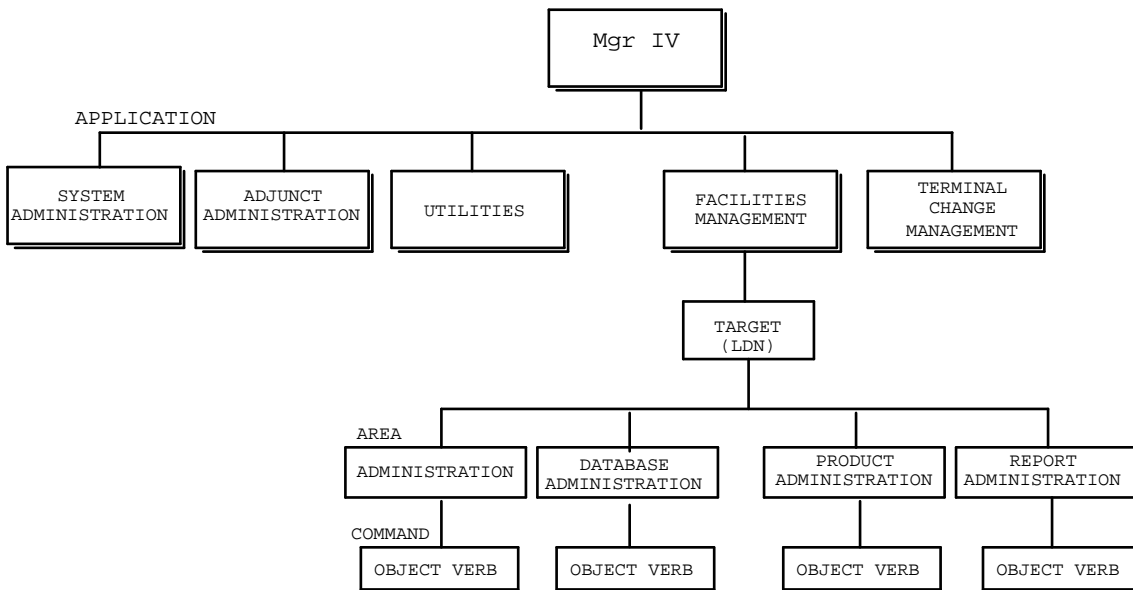 Mgr IV
APPLICATION
SYSTEM
ADMINISTRATION
ADJUNCT
ADMINISTRATION
UTILITIES
FACILITIES
MANAGEMENT
TERMINAL
CHANGE
MANAGEMENT
TARGET
(LDN)
AREA
ADMINISTRATION
DATABASE
ADMINISTRATION
PRODUCT
ADMINISTRATION
REPORT
ADMINISTRATION
COMMAND
OBJECT VERB
OBJECT VERB
OBJECT VERB
OBJECT VERB